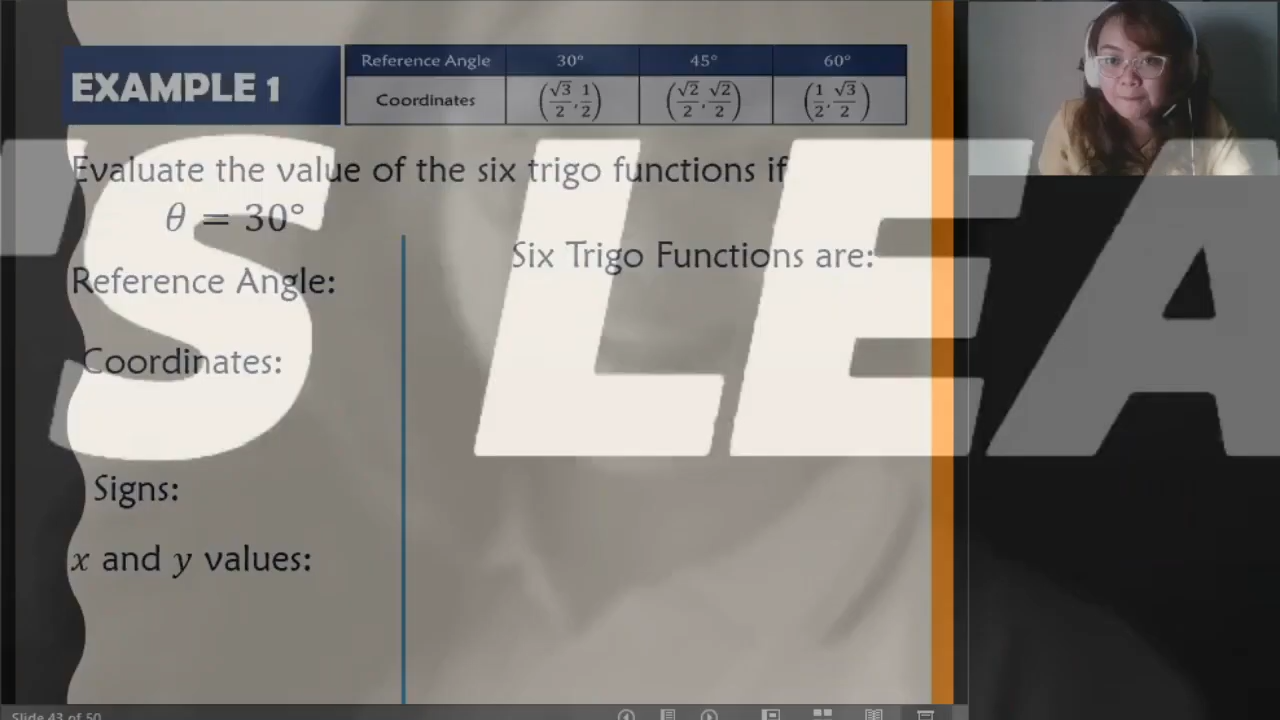 EXAMPLE 1
Reference Angle 30° 45° 60°
Coordinates (√3/2, 1/2) (√2/2, √2/2) (1/2, √3/2)
Evaluate the value of the six trigo functions if
θ = 30°
'S LEA
Six Trigo Functions are:
Reference Angle:
Coordinates:
Signs:
x and y values:
Slide 43 of 50